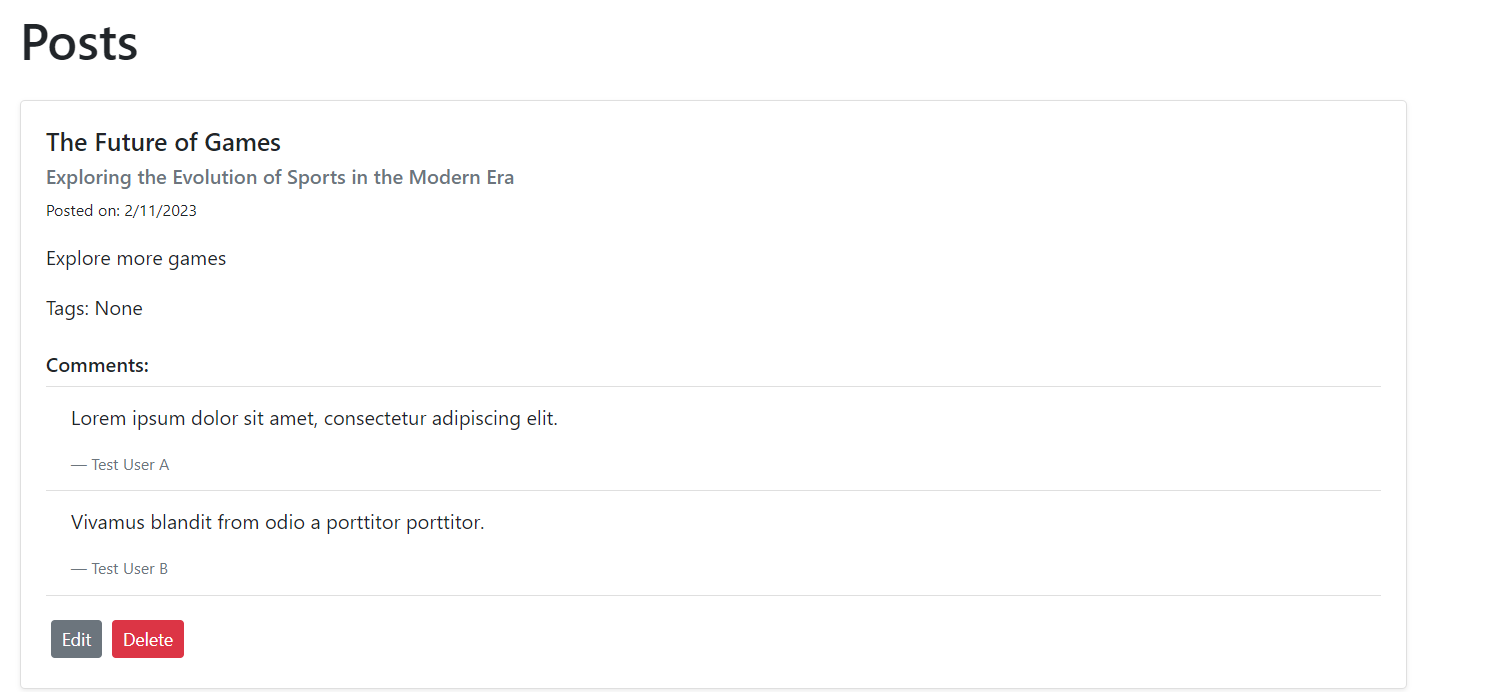 Posts
The Future of Games
Exploring the Evolution of Sports in the Modern Era
Posted on: 2/11/2023
Explore more games
Tags: None
Comments:
Lorem ipsum dolor sit amet, consectetur adipiscing elit.
— Test User A
Vivamus blandit from odio a porttitor porttitor.
— Test User B
Edit Delete